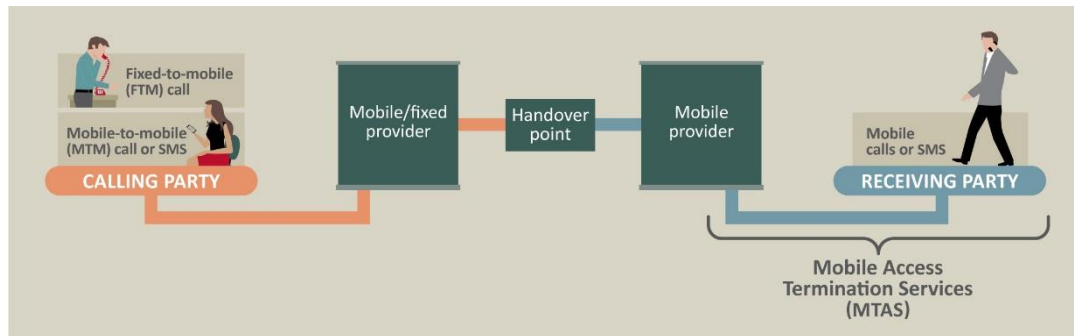 Fixed-to-mobile
(FTM) call
Mobile-to-mobile
(MTM) call or SMS
CALLING PARTY
Mobile/fixed
provider
Handover
point
Mobile
provider
Mobile
calls or SMS
RECEIVING PARTY
Mobile Access
Termination Services
(MTAS)